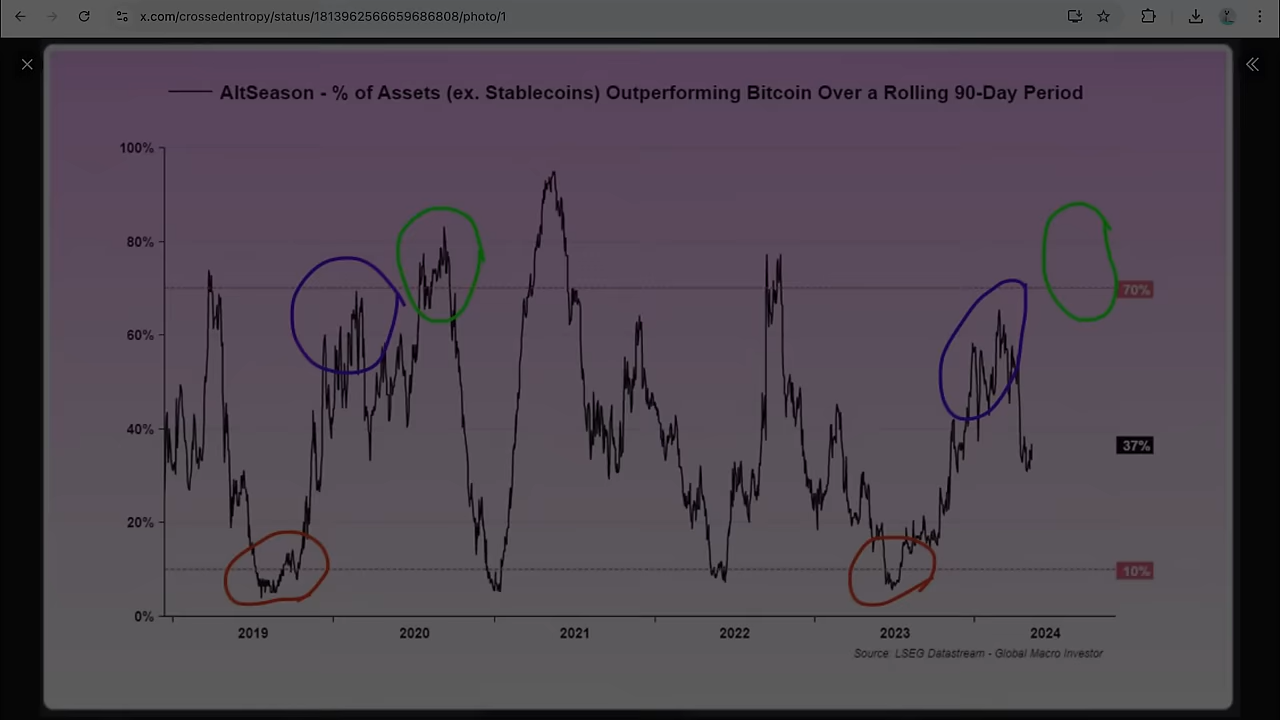 x.com/crossedentropy/status/1813962566659686808/photo/1
AltSeason - % of Assets (ex. Stablecoins) Outperforming Bitcoin Over a Rolling 90-Day Period
100%
80%
70%
60%
40%
37%
20%
10%
0%
2019 2020 2021 2022 2023 2024
Source: LSEG Datastream - Global Macro Investor